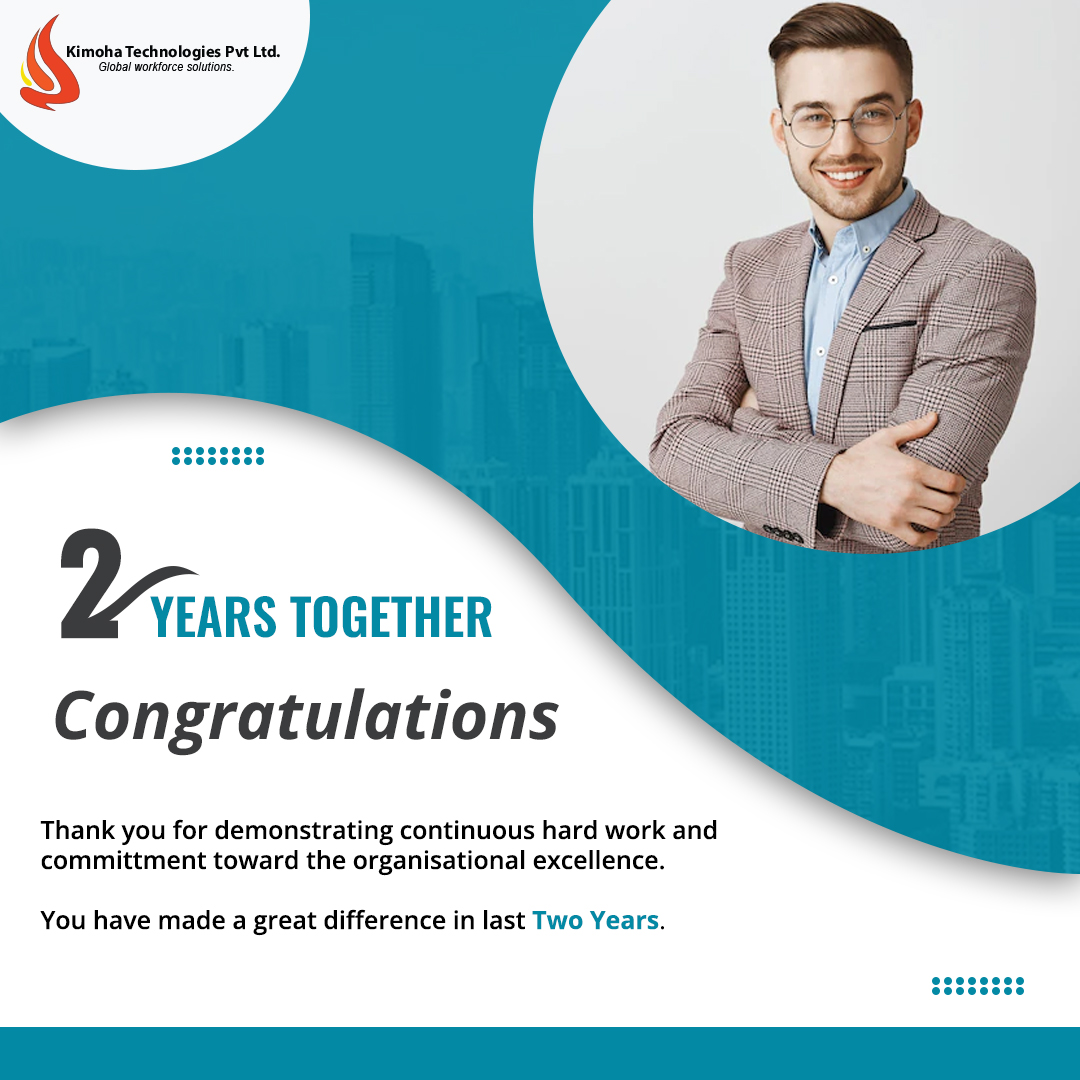 Kimoha Technologies Pvt Ltd.
Global workforce solutions.
2 YEARS TOGETHER
Congratulations
Thank you for demonstrating continuous hard work and
committment toward the organisational excellence.
You have made a great difference in last Two Years.